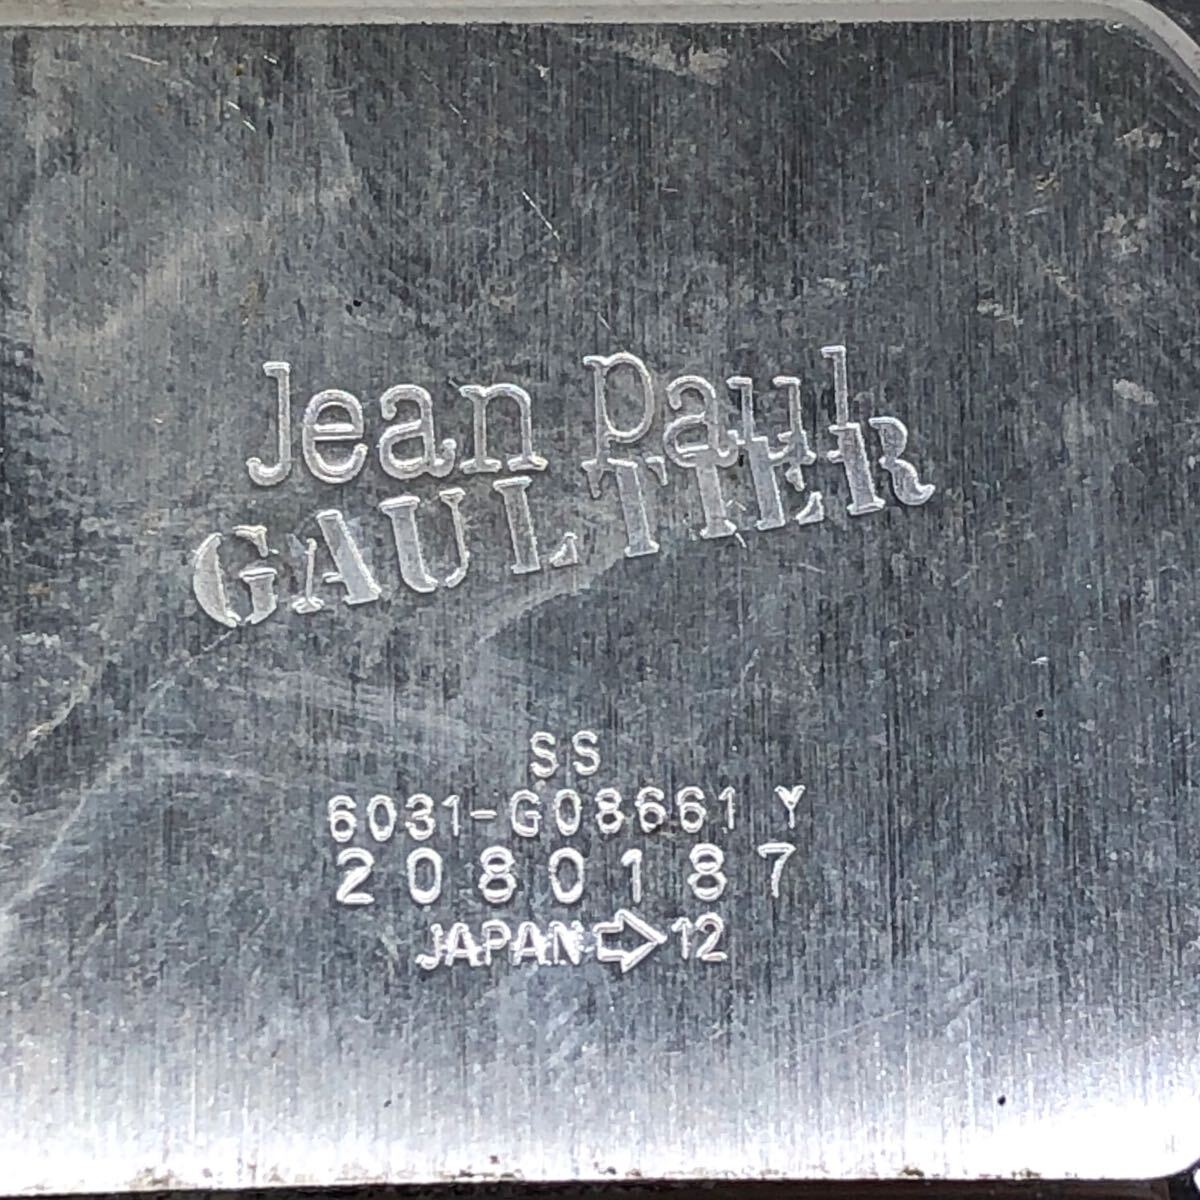 Jean Paul
GAULTIER
SS
6031-G08661 Y
2080187
JAPAN⇨12